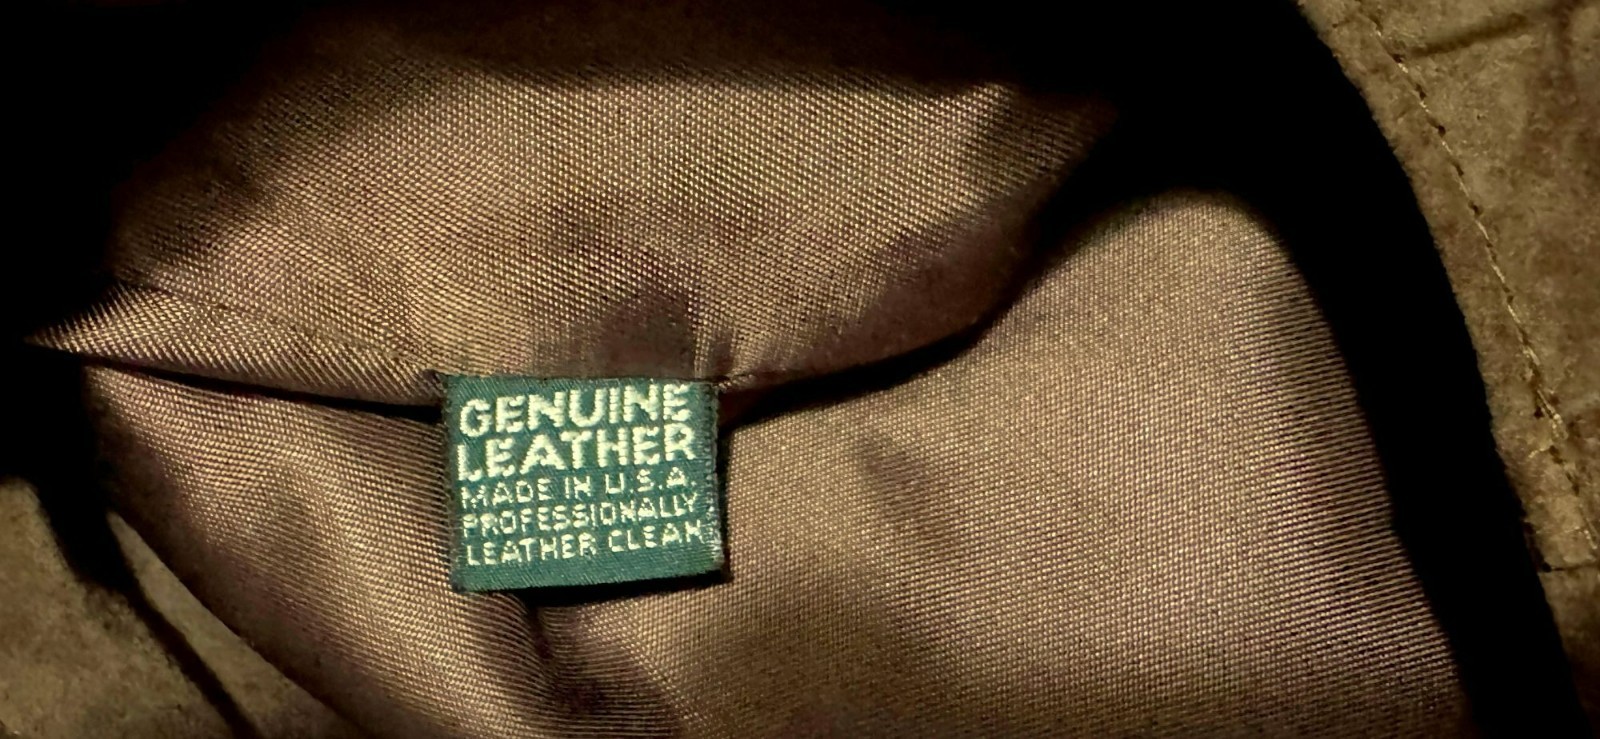 GENUINE
LEATHER
MADE IN U.S.A.
PROFESSIONALLY
LEATHER CLEAN